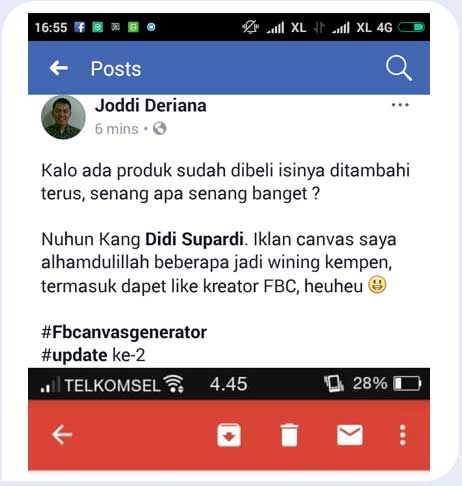 16:55 XL XL 4G
Posts
Joddi Deriana
6 mins •
Kalo ada produk sudah dibeli isinya ditambahi
terus, senang apa senang banget ?
Nuhun Kang Didi Supardi. Iklan canvas saya
alhamdulillah beberapa jadi wining kempen,
termasuk dapet like kreator FBC, heuheu 😃
#Fbcanvasgenerator
#update ke-2
TELKOMSEL 4.45 28%